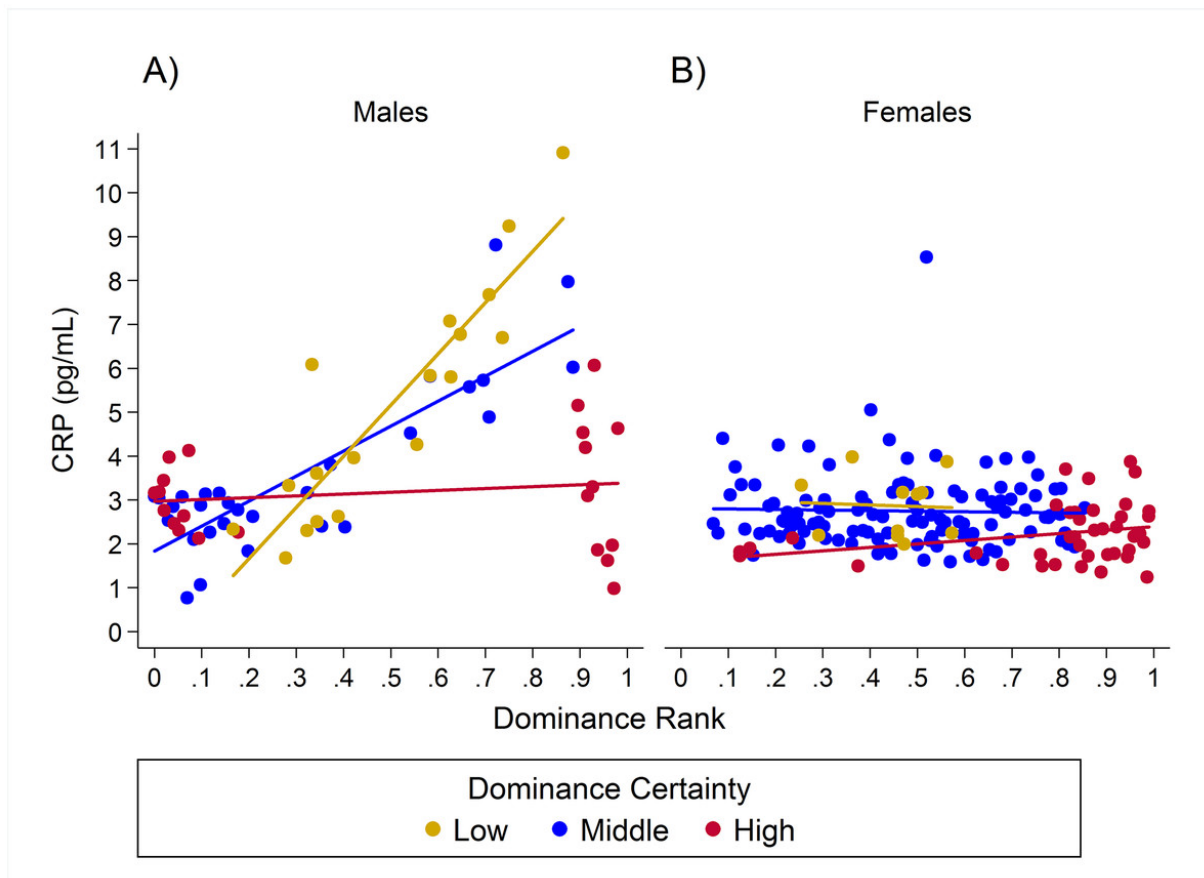 A)
B)
Males
Females
CRP (pg/mL)
11
10
9
8
7
6
5
4
3
2
1
0
0 .1 .2 .3 .4 .5 .6 .7 .8 .9 1
0 .1 .2 .3 .4 .5 .6 .7 .8 .9 1
Dominance Rank
Dominance Certainty
Low Middle High